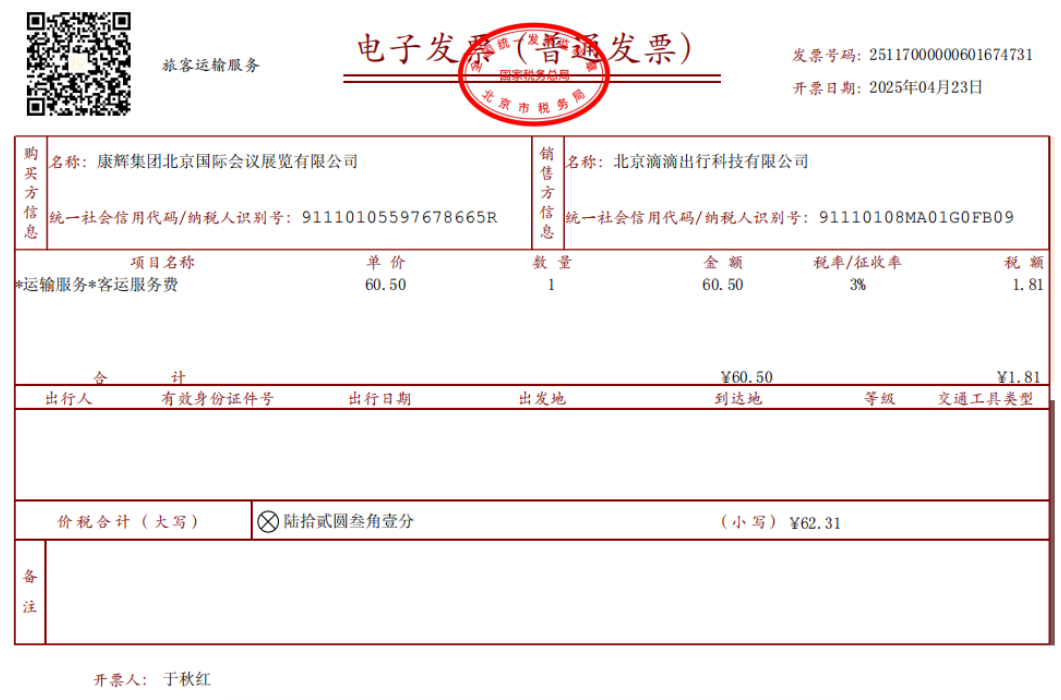 旅客运输服务
电子发票（普通发票）
全国统一发票监制章
国家税务总局
北京市税务局
发票号码：25117000000601674731
开票日期：2025年04月23日
购买方信息
名称：康辉集团北京国际会议展览有限公司
统一社会信用代码/纳税人识别号：91110105597678665R
销售方信息
名称：北京滴滴出行科技有限公司
统一社会信用代码/纳税人识别号：91110108MA01G0FB09
项目名称 单价 数量 金额 税率/征收率 税额
*运输服务*客运服务费 60.50 1 60.50 3% 1.81
合计 ¥60.50 ¥1.81
出行人 有效身份证件号 出行日期 出发地 到达地 等级 交通工具类型
价税合计（大写） ⊗陆拾贰圆叁角壹分 （小写）¥62.31
备注
开票人：于秋红